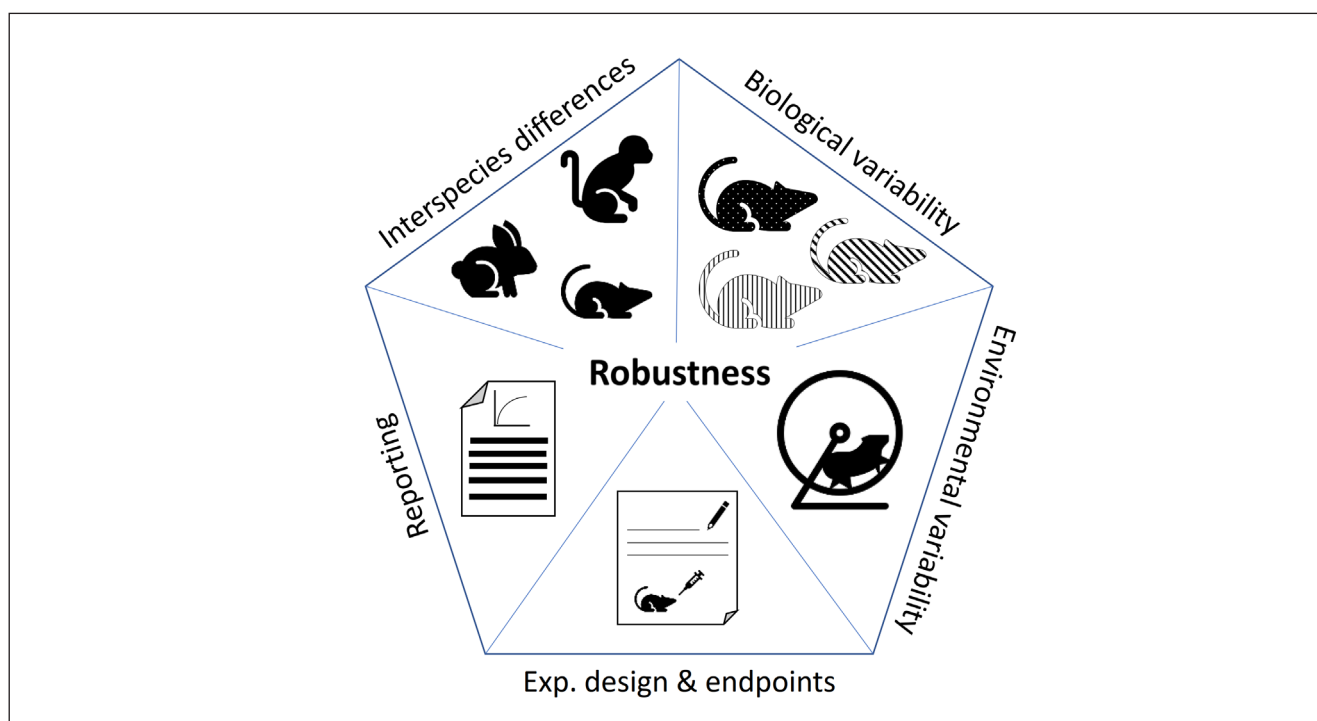 Interspecies differences
Biological variability
Robustness
Reporting
Environmental variability
Exp. design & endpoints